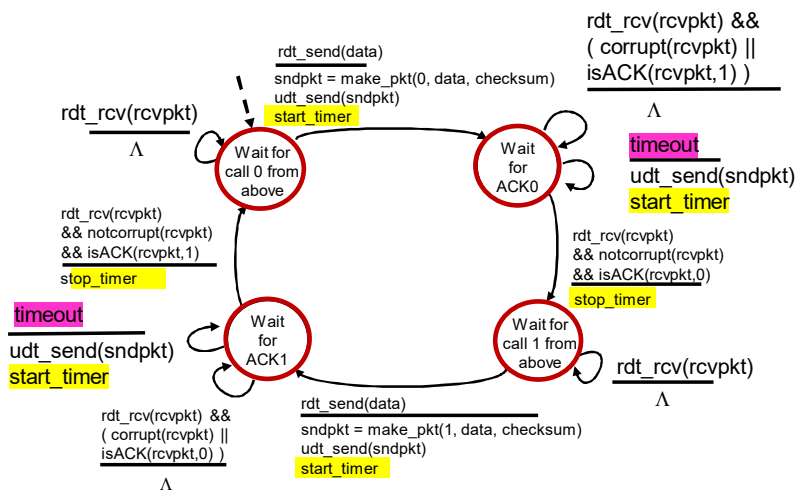 rdt_send(data)
sndpkt = make_pkt(0, data, checksum)
udt_send(sndpkt)
start_timer
rdt_rcv(rcvpkt) &&
( corrupt(rcvpkt) ||
isACK(rcvpkt,1) )
Λ
rdt_rcv(rcvpkt)
Λ
Wait for
call 0 from
above
Wait
for
ACK0
timeout
udt_send(sndpkt)
start_timer
rdt_rcv(rcvpkt)
&& notcorrupt(rcvpkt)
&& isACK(rcvpkt,1)
stop_timer
rdt_rcv(rcvpkt)
&& notcorrupt(rcvpkt)
&& isACK(rcvpkt,0)
stop_timer
timeout
udt_send(sndpkt)
start_timer
Wait
for
ACK1
Wait for
call 1 from
above
rdt_rcv(rcvpkt)
Λ
rdt_rcv(rcvpkt) &&
( corrupt(rcvpkt) ||
isACK(rcvpkt,0) )
Λ
rdt_send(data)
sndpkt = make_pkt(1, data, checksum)
udt_send(sndpkt)
start_timer